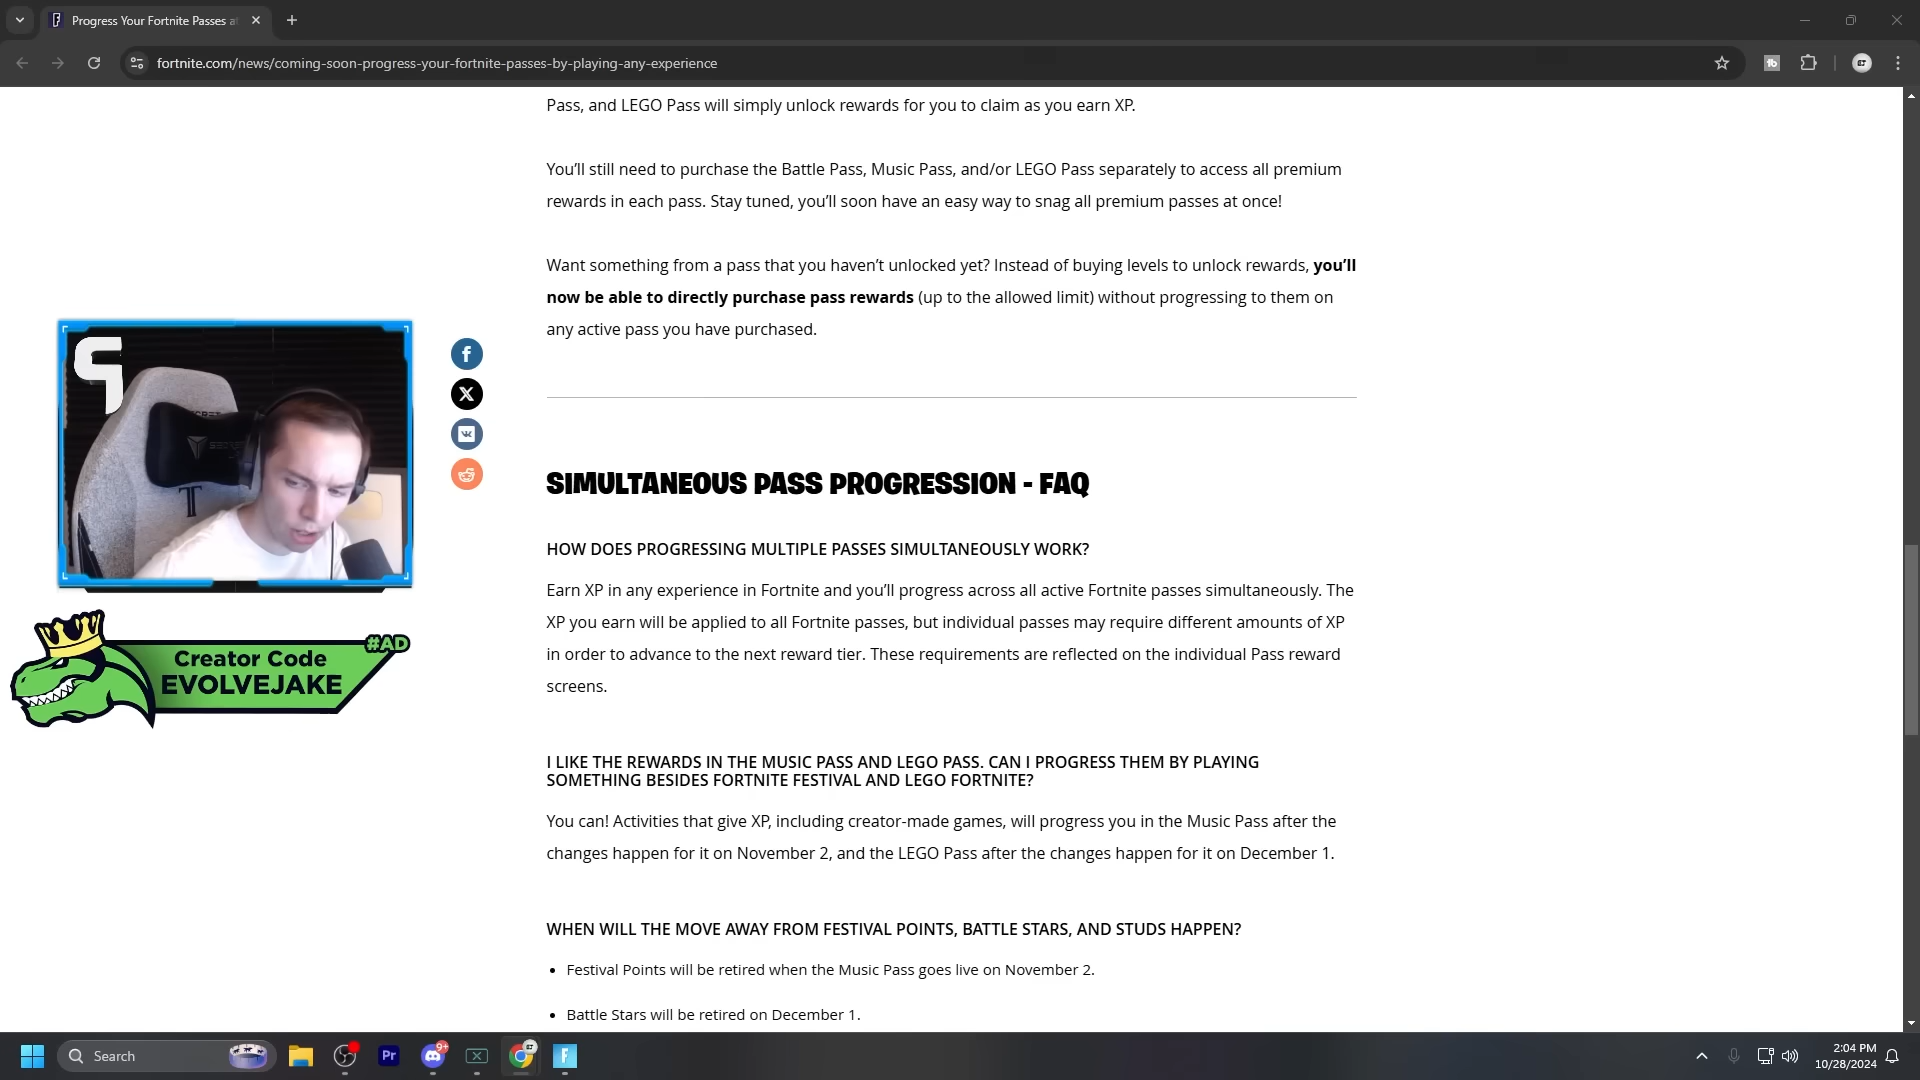 Progress Your Fortnite Passes a
fortnite.com/news/coming-soon-progress-your-fortnite-passes-by-playing-any-experience
Pass, and LEGO Pass will simply unlock rewards for you to claim as you earn XP.
You'll still need to purchase the Battle Pass, Music Pass, and/or LEGO Pass separately to access all premium
rewards in each pass. Stay tuned, you'll soon have an easy way to snag all premium passes at once!
Want something from a pass that you haven't unlocked yet? Instead of buying levels to unlock rewards, you'll
now be able to directly purchase pass rewards (up to the allowed limit) without progressing to them on
any active pass you have purchased.
SIMULTANEOUS PASS PROGRESSION - FAQ
HOW DOES PROGRESSING MULTIPLE PASSES SIMULTANEOUSLY WORK?
Earn XP in any experience in Fortnite and you'll progress across all active Fortnite passes simultaneously. The
XP you earn will be applied to all Fortnite passes, but individual passes may require different amounts of XP
in order to advance to the next reward tier. These requirements are reflected on the individual Pass reward
screens.
#AD
Creator Code
EVOLVEJAKE
I LIKE THE REWARDS IN THE MUSIC PASS AND LEGO PASS. CAN I PROGRESS THEM BY PLAYING
SOMETHING BESIDES FORTNITE FESTIVAL AND LEGO FORTNITE?
You can! Activities that give XP, including creator-made games, will progress you in the Music Pass after the
changes happen for it on November 2, and the LEGO Pass after the changes happen for it on December 1.
WHEN WILL THE MOVE AWAY FROM FESTIVAL POINTS, BATTLE STARS, AND STUDS HAPPEN?
• Festival Points will be retired when the Music Pass goes live on November 2.
• Battle Stars will be retired on December 1.
Search
Pr
9+
2:04 PM
10/28/2024